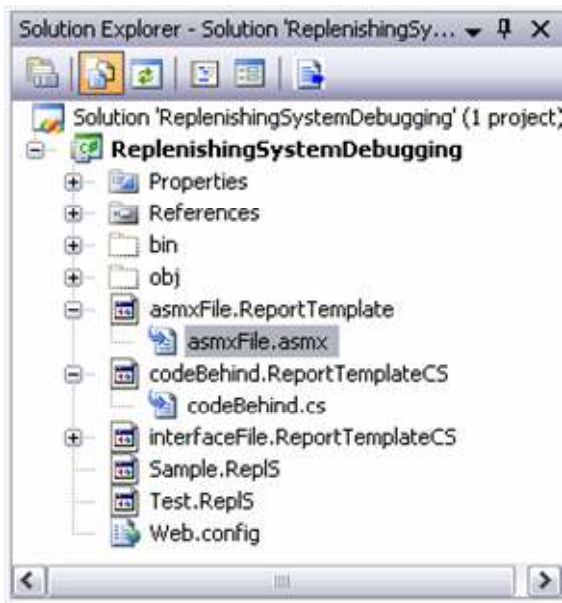 Solution Explorer - Solution 'ReplenishingSy...
Solution 'ReplenishingSystemDebugging' (1 project)
ReplenishingSystemDebugging
Properties
References
bin
obj
asmxFile.ReportTemplate
asmxFile.asmx
codeBehind.ReportTemplateCS
codeBehind.cs
interfaceFile.ReportTemplateCS
Sample.ReplS
Test.ReplS
Web.config